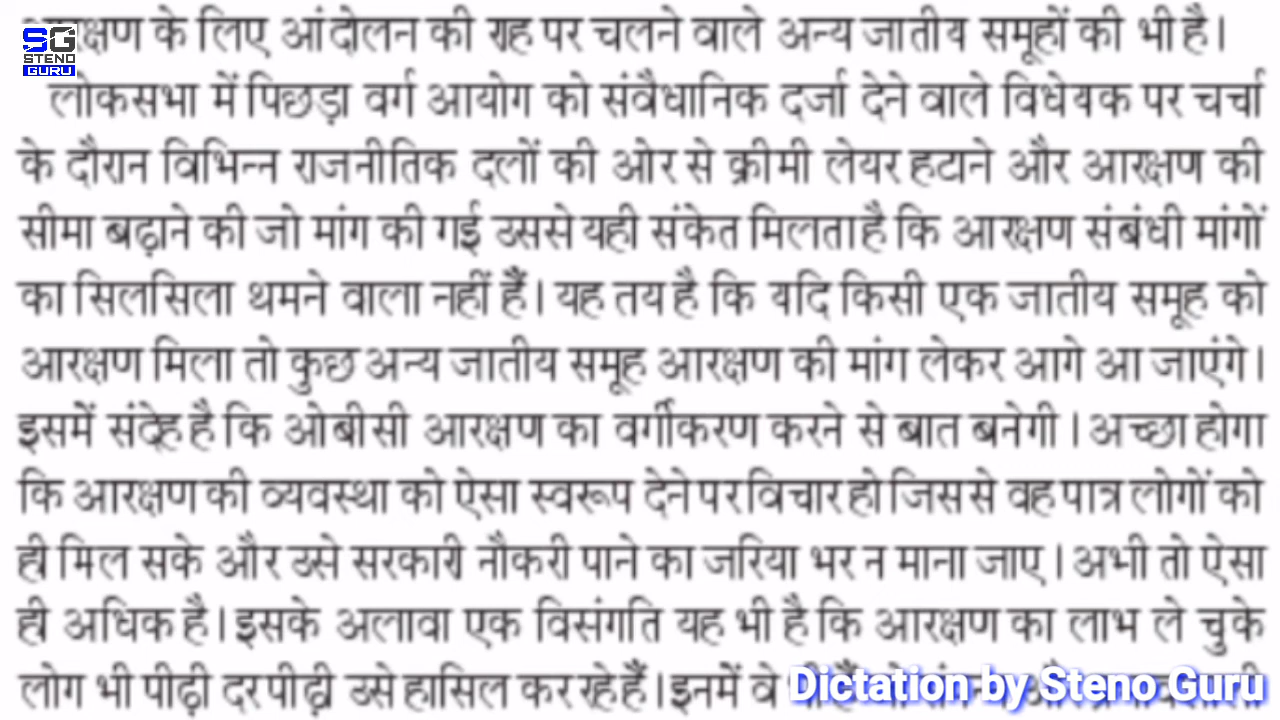 SG
STENO
GURU
के लिए आंदोलन की राह पर चलने वाले अन्य जातीय समूहों की भी है।
लोकसभा में पिछड़ा वर्ग आयोग को संवैधानिक दर्जा देने वाले विधेयक पर चर्चा
के दौरान विभिन्न राजनीतिक दलों की ओर से क्रीमी लेयर हटाने और आरक्षण की
सीमा बढ़ाने की जो मांग की गई उससे यही संकेत मिलता है कि आरक्षण संबंधी मांगों
का सिलसिला थमने वाला नहीं हैं। यह तय है कि यदि किसी एक जातीय समूह को
आरक्षण मिला तो कुछ अन्य जातीय समूह आरक्षण की मांग लेकर आगे आ जाएंगे।
इसमें संदेह है कि ओबीसी आरक्षण का वर्गीकरण करने से बात बनेगी । अच्छा होगा
कि आरक्षण की व्यवस्था को ऐसा स्वरूप देने पर विचार हो जिससे वह पात्र लोगों को
ही मिल सके और उसे सरकारी नौकरी पाने का जरिया भर न माना जाए। अभी तो ऐसा
ही अधिक है। इसके अलावा एक विसंगति यह भी है कि आरक्षण का लाभ ले चुके
लोग भी पीढ़ी दर पीढ़ी उसे हासिल कर रहे हैं। इनमें वे
Dictation by Steno Guru